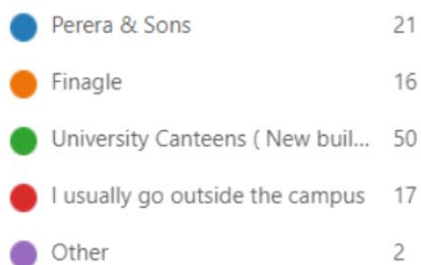 Perera & Sons 21
Finagle 16
University Canteens ( New buil... 50
I usually go outside the campus 17
Other 2